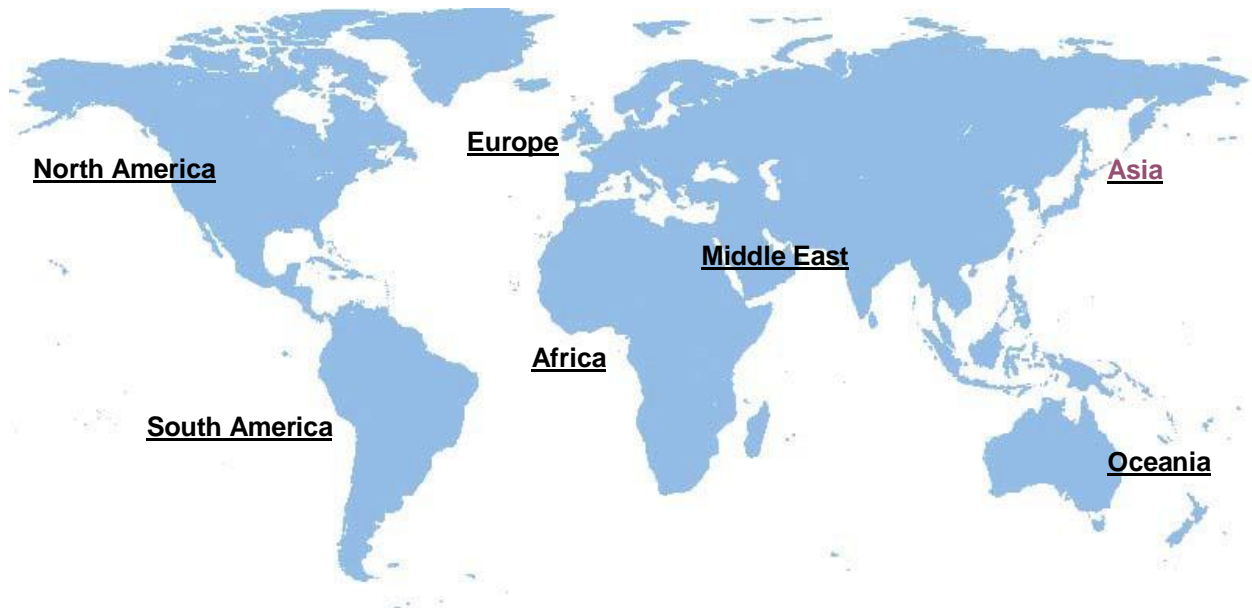 Europe
North America
Asia
Middle East
Africa
South America
Oceania